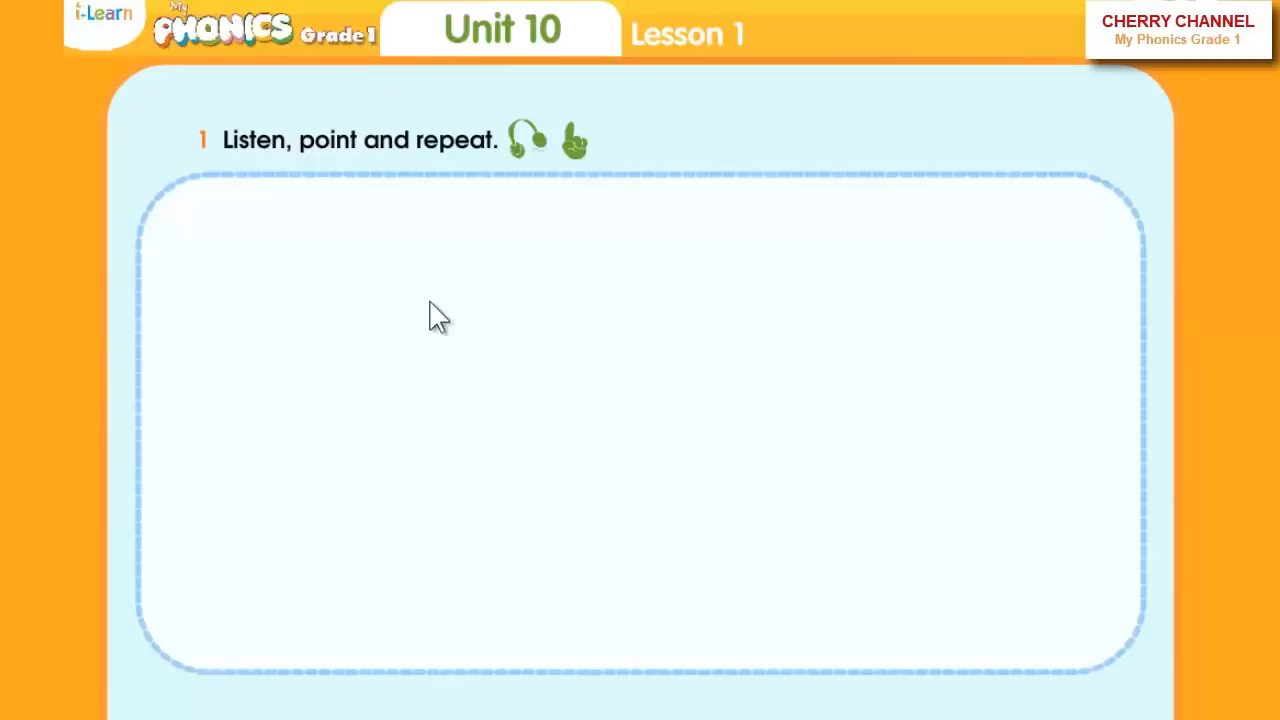 i-Learn
My
PHONICS Grade 1
Unit 10
Lesson 1
CHERRY CHANNEL
My Phonics Grade 1
1 Listen, point and repeat.